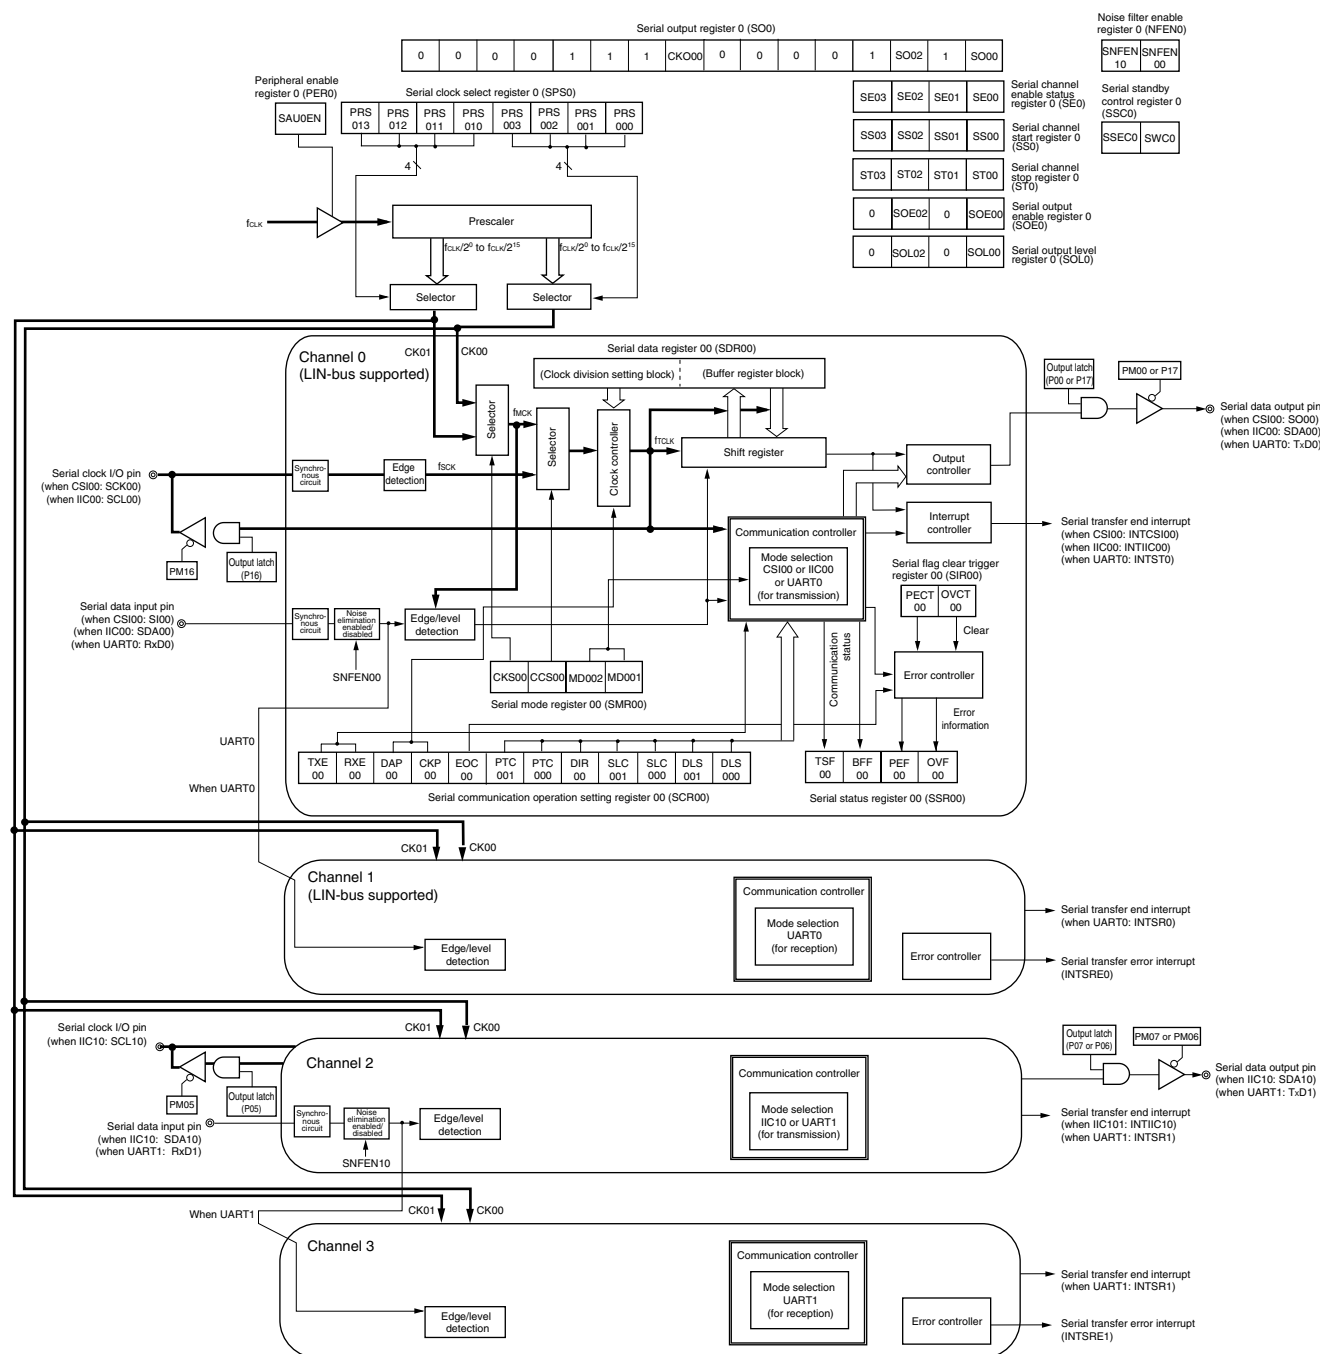 Serial output register 0 (SO0)
0 0 0 0 1 1 1 CKO00 0 0 0 0 1 SO02 1 SO00
Noise filter enable
register 0 (NFEN0)
SNFEN SNFEN
10 00
Peripheral enable
register 0 (PER0)
SAU0EN
Serial clock select register 0 (SPS0)
PRS PRS PRS PRS PRS PRS PRS PRS
013 012 011 010 003 002 001 000
4 4
SE03 SE02 SE01 SE00
Serial channel
enable status
register 0 (SE0)
Serial standby
control register 0
(SSC0)
SSEC0 SWC0
SS03 SS02 SS01 SS00
Serial channel
start register 0
(SS0)
ST03 ST02 ST01 ST00
Serial channel
stop register 0
(ST0)
0 SOE02 0 SOE00
Serial output
enable register 0
(SOE0)
0 SOL02 0 SOL00
Serial output level
register 0 (SOL0)
fCLK
Prescaler
fCLK/2⁰ to fCLK/2¹⁵ fCLK/2⁰ to fCLK/2¹⁵
Selector Selector
Channel 0
(LIN-bus supported)
CK01 CK00
Serial data register 00 (SDR00)
(Clock division setting block) (Buffer register block)
Selector
fMCK
Selector
Clock controller
fTCLK
Shift register
Output
controller
Interrupt
controller
Output latch
(P00 or P17)
PM00 or P17
Serial data output pin
(when CSI00: SO00)
(when IIC00: SDA00)
(when UART0: TxD0)
Serial clock I/O pin
(when CSI00: SCK00)
(when IIC00: SCL00)
Synchro-
nous
circuit
Edge
detection
fSCK
PM16
Output latch
(P16)
Communication controller
Mode selection
CSI00 or IIC00
or UART0
(for transmission)
Serial transfer end interrupt
(when CSI00: INTCSI00)
(when IIC00: INTIIC00)
(when UART0: INTST0)
Serial flag clear trigger
register 00 (SIR00)
PECT OVCT
00 00
Clear
Serial data input pin
(when CSI00: SI00)
(when IIC00: SDA00)
(when UART0: RxD0)
Synchro-
nous
circuit
Noise
elimination
enabled/
disabled
Edge/level
detection
SNFEN00
CKS00 CCS00 MD002 MD001
Serial mode register 00 (SMR00)
Communication
status
Error controller
Error
information
UART0
When UART0
TXE RXE DAP CKP EOC PTC PTC DIR SLC SLC DLS DLS
00 00 00 00 00 001 000 00 001 000 001 000
Serial communication operation setting register 00 (SCR00)
TSF BFF PEF OVF
00 00 00 00
Serial status register 00 (SSR00)
CK01 CK00
Channel 1
(LIN-bus supported)
Communication controller
Mode selection
UART0
(for reception)
Edge/level
detection
Error controller
Serial transfer end interrupt
(when UART0: INTSR0)
Serial transfer error interrupt
(INTSRE0)
CK01 CK00
Serial clock I/O pin
(when IIC10: SCL10)
Channel 2
PM05
Output latch
(P05)
Communication controller
Mode selection
IIC10 or UART1
(for transmission)
Output latch
(P07 or P06)
PM07 or PM06
Serial data output pin
(when IIC10: SDA10)
(when UART1: TxD1)
Serial data input pin
(when IIC10: SDA10)
(when UART1: RxD1)
Synchro-
nous
circuit
Noise
elimination
enabled/
disabled
Edge/level
detection
SNFEN10
Serial transfer end interrupt
(when IIC101: INTIIC10)
(when UART1: INTSR1)
When UART1
CK01 CK00
Channel 3
Communication controller
Mode selection
UART1
(for reception)
Edge/level
detection
Error controller
Serial transfer end interrupt
(when UART1: INTSR1)
Serial transfer error interrupt
(INTSRE1)